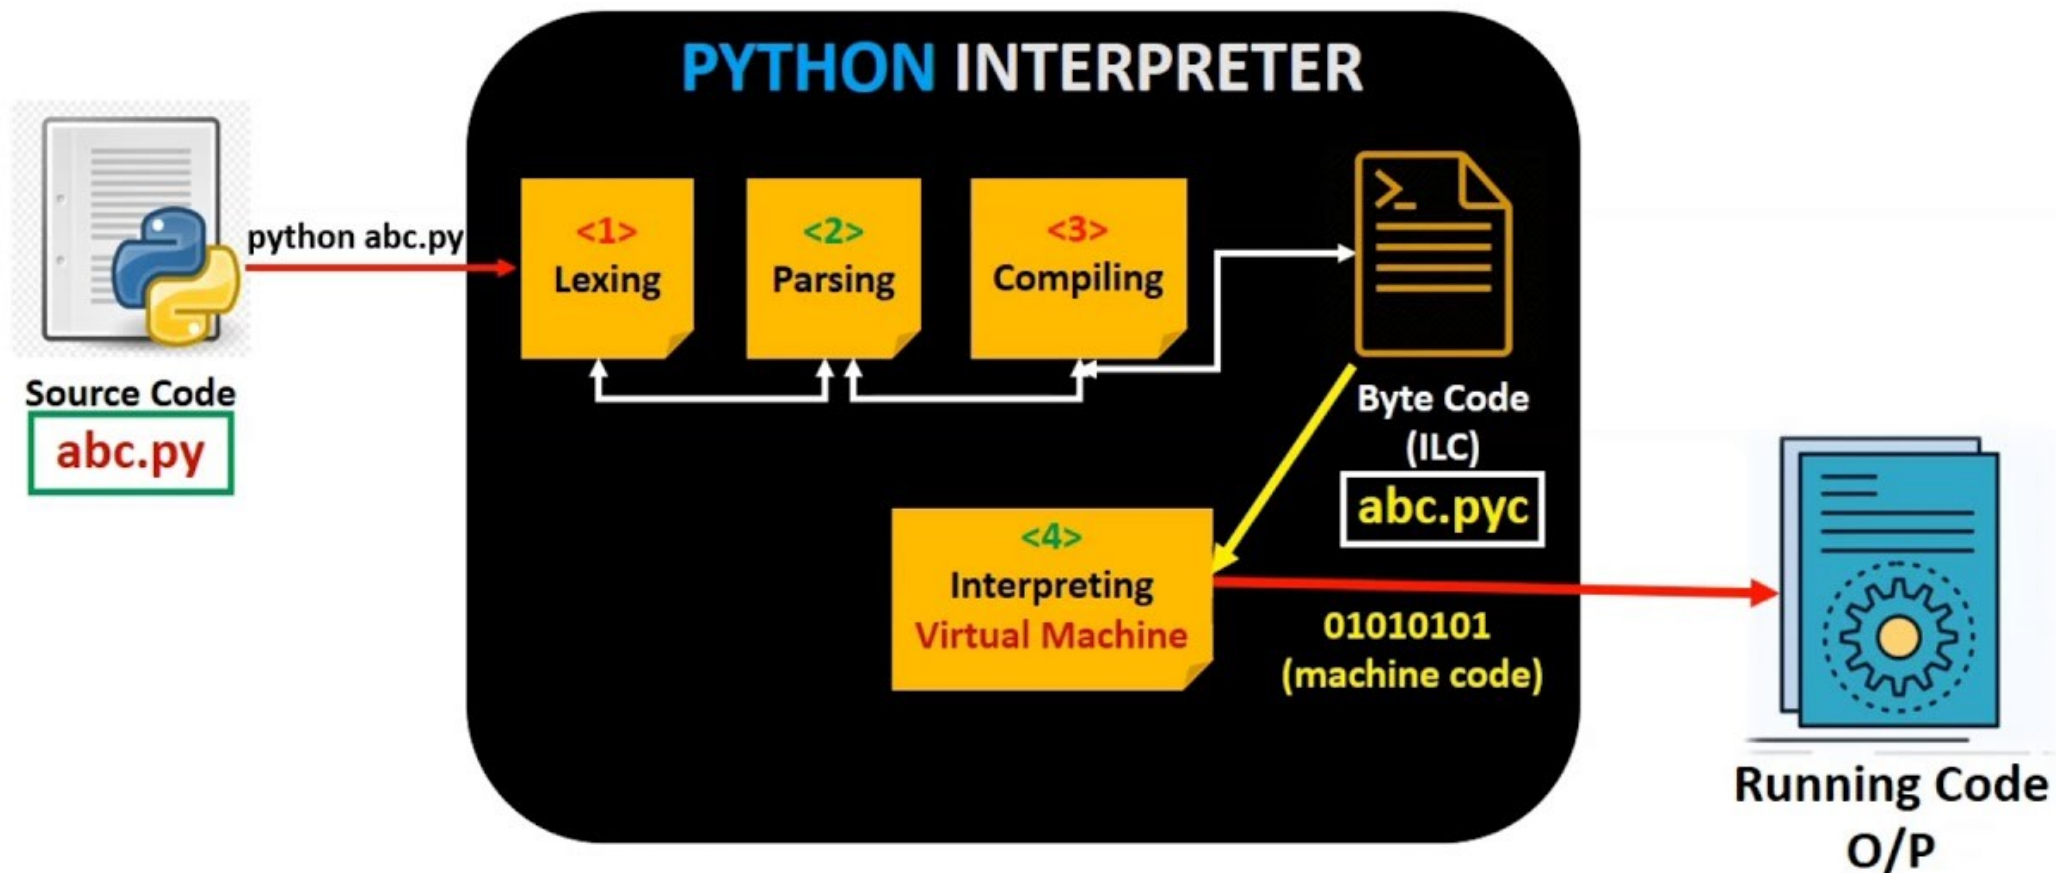 PYTHON INTERPRETER
python abc.py
Source Code
abc.py
<1>
Lexing
<2>
Parsing
<3>
Compiling
>_
Byte Code
(ILC)
abc.pyc
<4>
Interpreting
Virtual Machine
01010101
(machine code)
Running Code
O/P